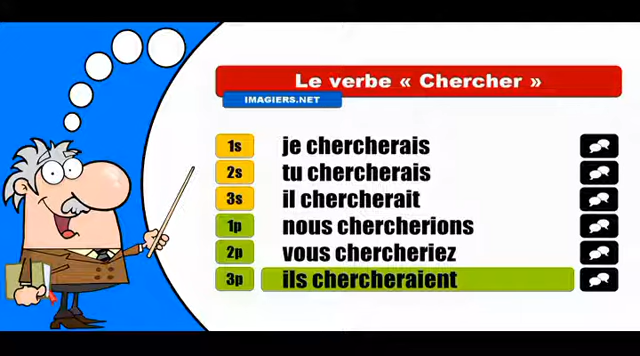 Le verbe « Chercher »
IMAGIERS.NET
1s je chercherais
2s tu chercherais
3s il chercherait
1p nous chercherions
2p vous chercheriez
3p ils chercheraient